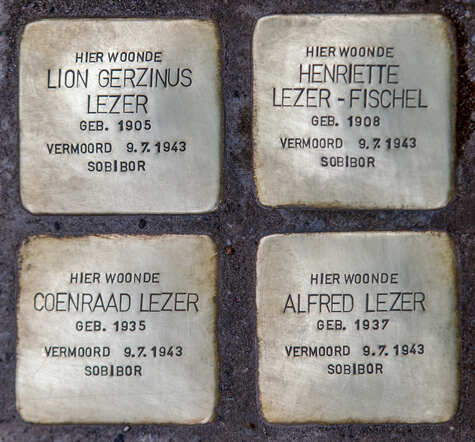 HIER WOONDE
LION GERZINUS
LEZER
GEB. 1905
VERMOORD 9.7.1943
SOBIBOR
HIER WOONDE
HENRIETTE
LEZER-FISCHEL
GEB. 1908
VERMOORD 9.7.1943
SOBIBOR
HIER WOONDE
COENRAAD LEZER
GEB. 1935
VERMOORD 9.7.1943
SOBIBOR
HIER WOONDE
ALFRED LEZER
GEB. 1937
VERMOORD 9.7.1943
SOBIBOR